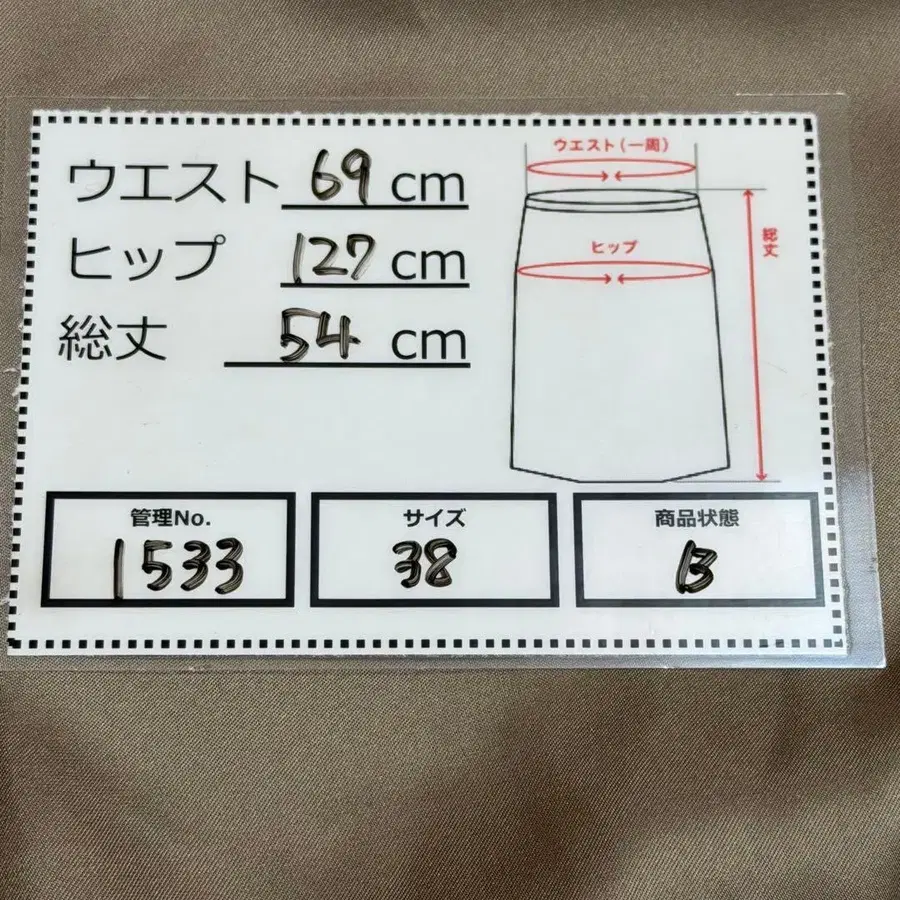 ウエスト 69 cm
ヒップ 127 cm
総丈 54 cm
ウエスト(一周)
ヒップ
総丈
管理No.
1533
サイズ
38
商品状態
B